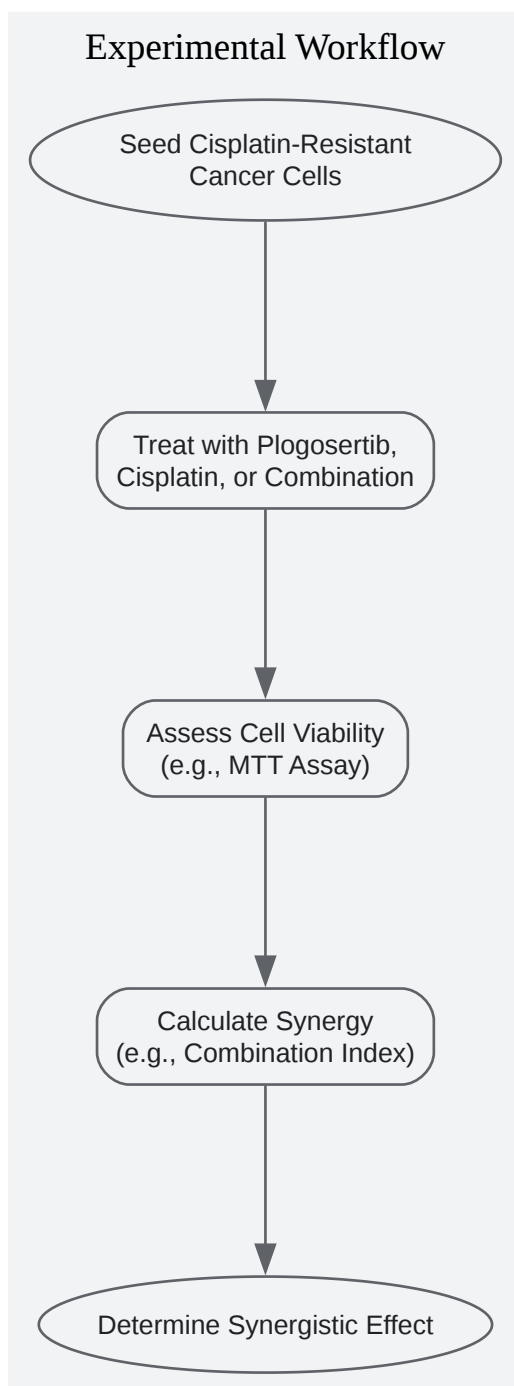 Experimental Workflow
Seed Cisplatin-Resistant
Cancer Cells
Treat with Plogosertib,
Cisplatin, or Combination
Assess Cell Viability
(e.g., MTT Assay)
Calculate Synergy
(e.g., Combination Index)
Determine Synergistic Effect